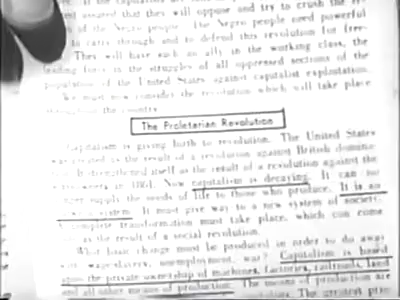 that they will oppose and try to crush the
of the Negro people. The Negro people need powerful
to carry through and to defend this revolution for free-
They will have such an ally in the working class, the
leading force in the struggles of all oppressed sections of the
population of the United States against capitalist exploitation.
We must now consider the revolution which will take place
throughout the country.
The Proletarian Revolution
Capitalism is giving birth to revolution. The United States
was created as the result of a revolution against British domina-
It strengthened itself as the result of a revolution against the
in 1861. Now capitalism is decaying. It can no
longer supply the needs of life to those who produce. It is an
system. It must give way to a new system of society.
complete transformation must take place, which can come
as the result of a social revolution.
What basic change must be produced in order to do away
with wage-slavery, unemployment, war? Capitalism is based
upon the private ownership of machines, factories, railroads, land
and all other means of production. These means of production are
The greatest